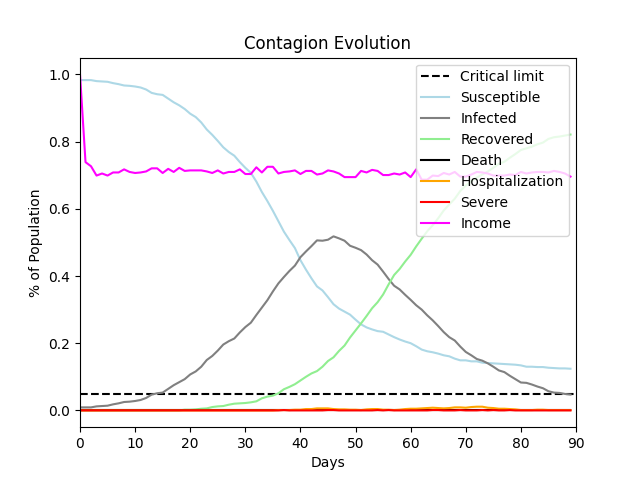 Contagion Evolution
% of Population
1.0
0.8
0.6
0.4
0.2
0.0
Critical limit
Susceptible
Infected
Recovered
Death
Hospitalization
Severe
Income
0 10 20 30 40 50 60 70 80 90
Days